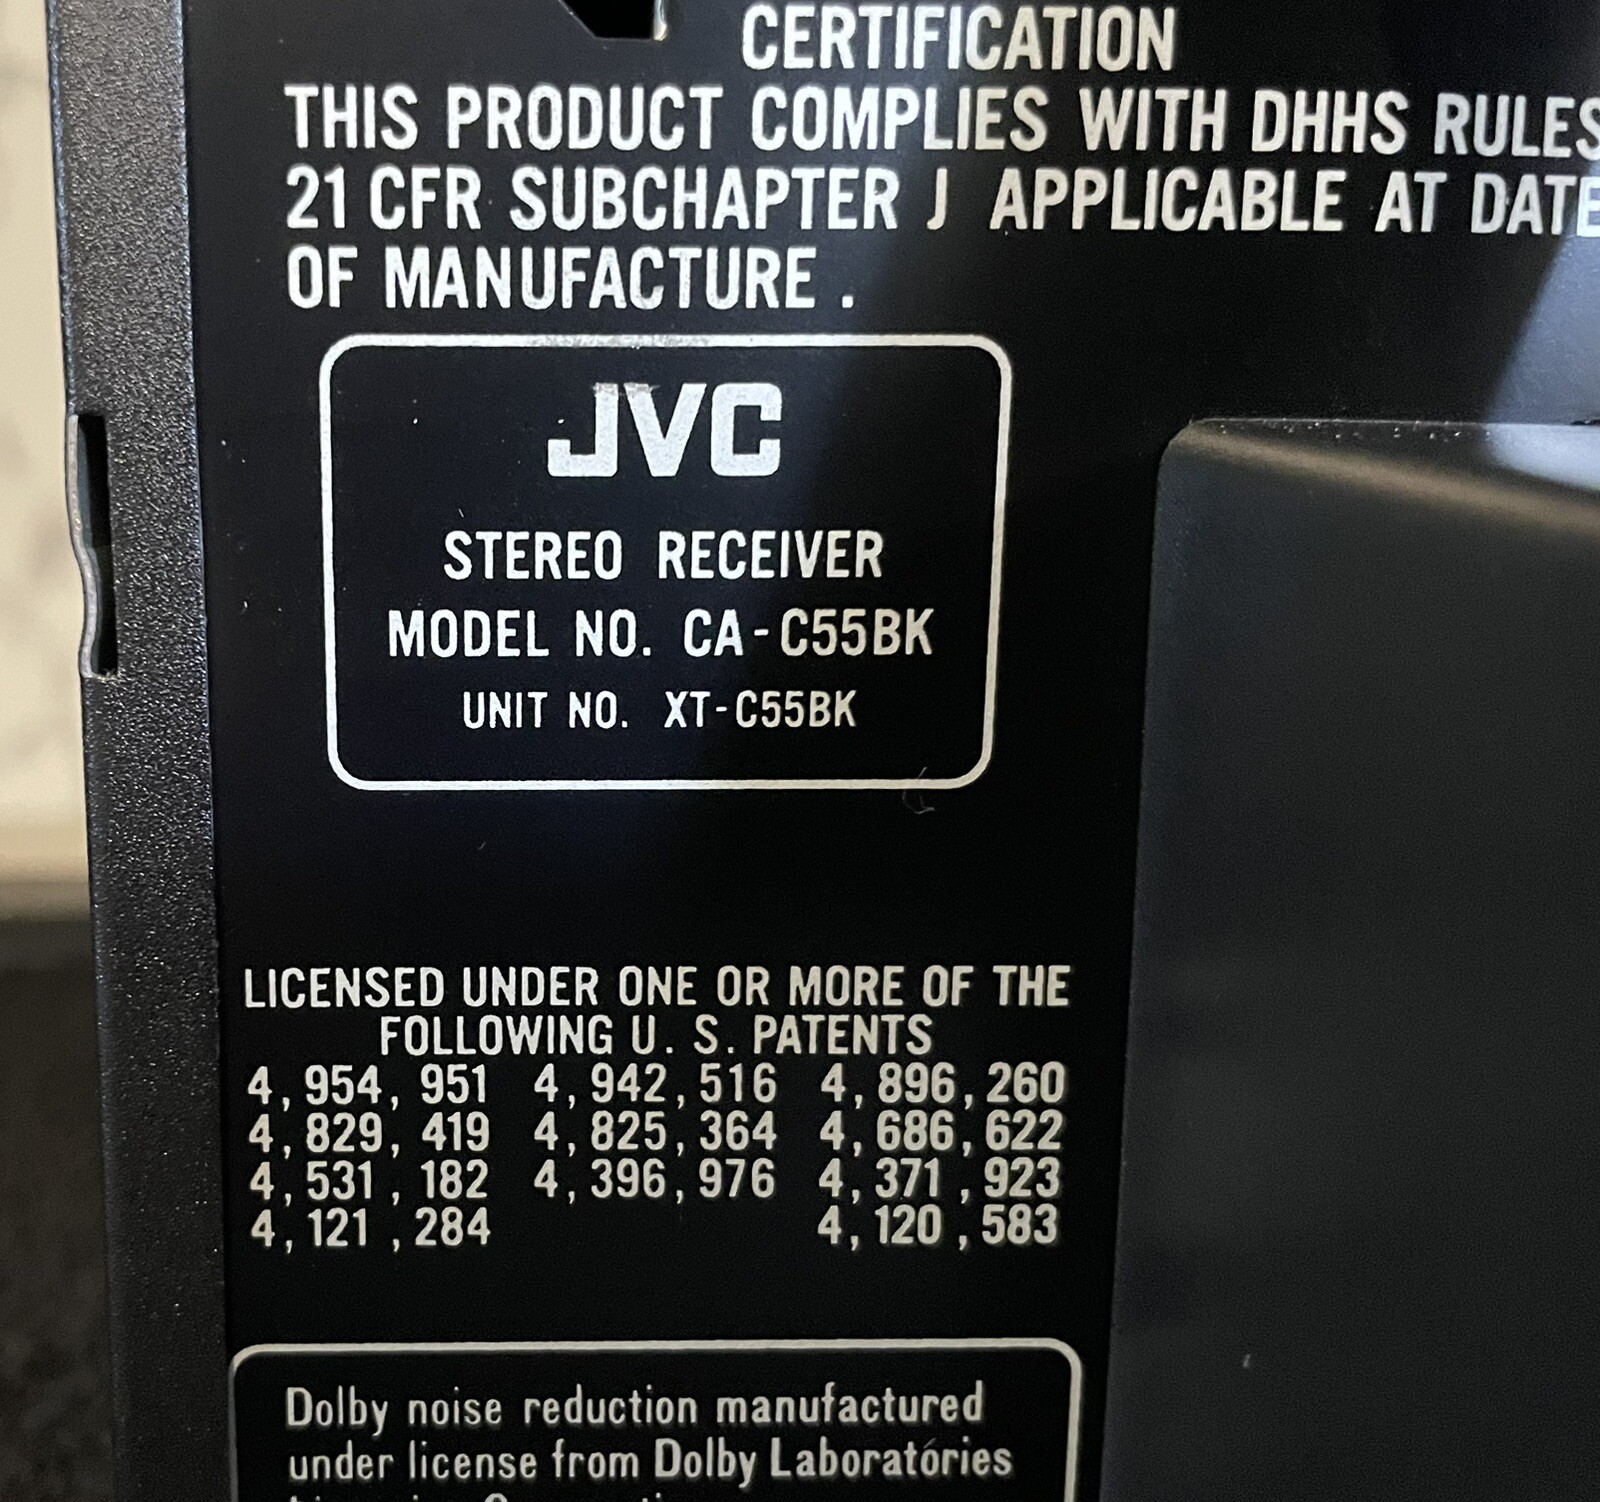 CERTIFICATION
THIS PRODUCT COMPLIES WITH DHHS RULES
21 CFR SUBCHAPTER J APPLICABLE AT DATE
OF MANUFACTURE .
JVC
STEREO RECEIVER
MODEL NO. CA-C55BK
UNIT NO. XT-C55BK
LICENSED UNDER ONE OR MORE OF THE
FOLLOWING U. S. PATENTS
4, 954, 951 4, 942, 516 4, 896, 260
4, 829, 419 4, 825, 364 4, 686, 622
4, 531, 182 4, 396, 976 4, 371, 923
4, 121, 284 4, 120, 583
Dolby noise reduction manufactured
under license from Dolby Laboratories